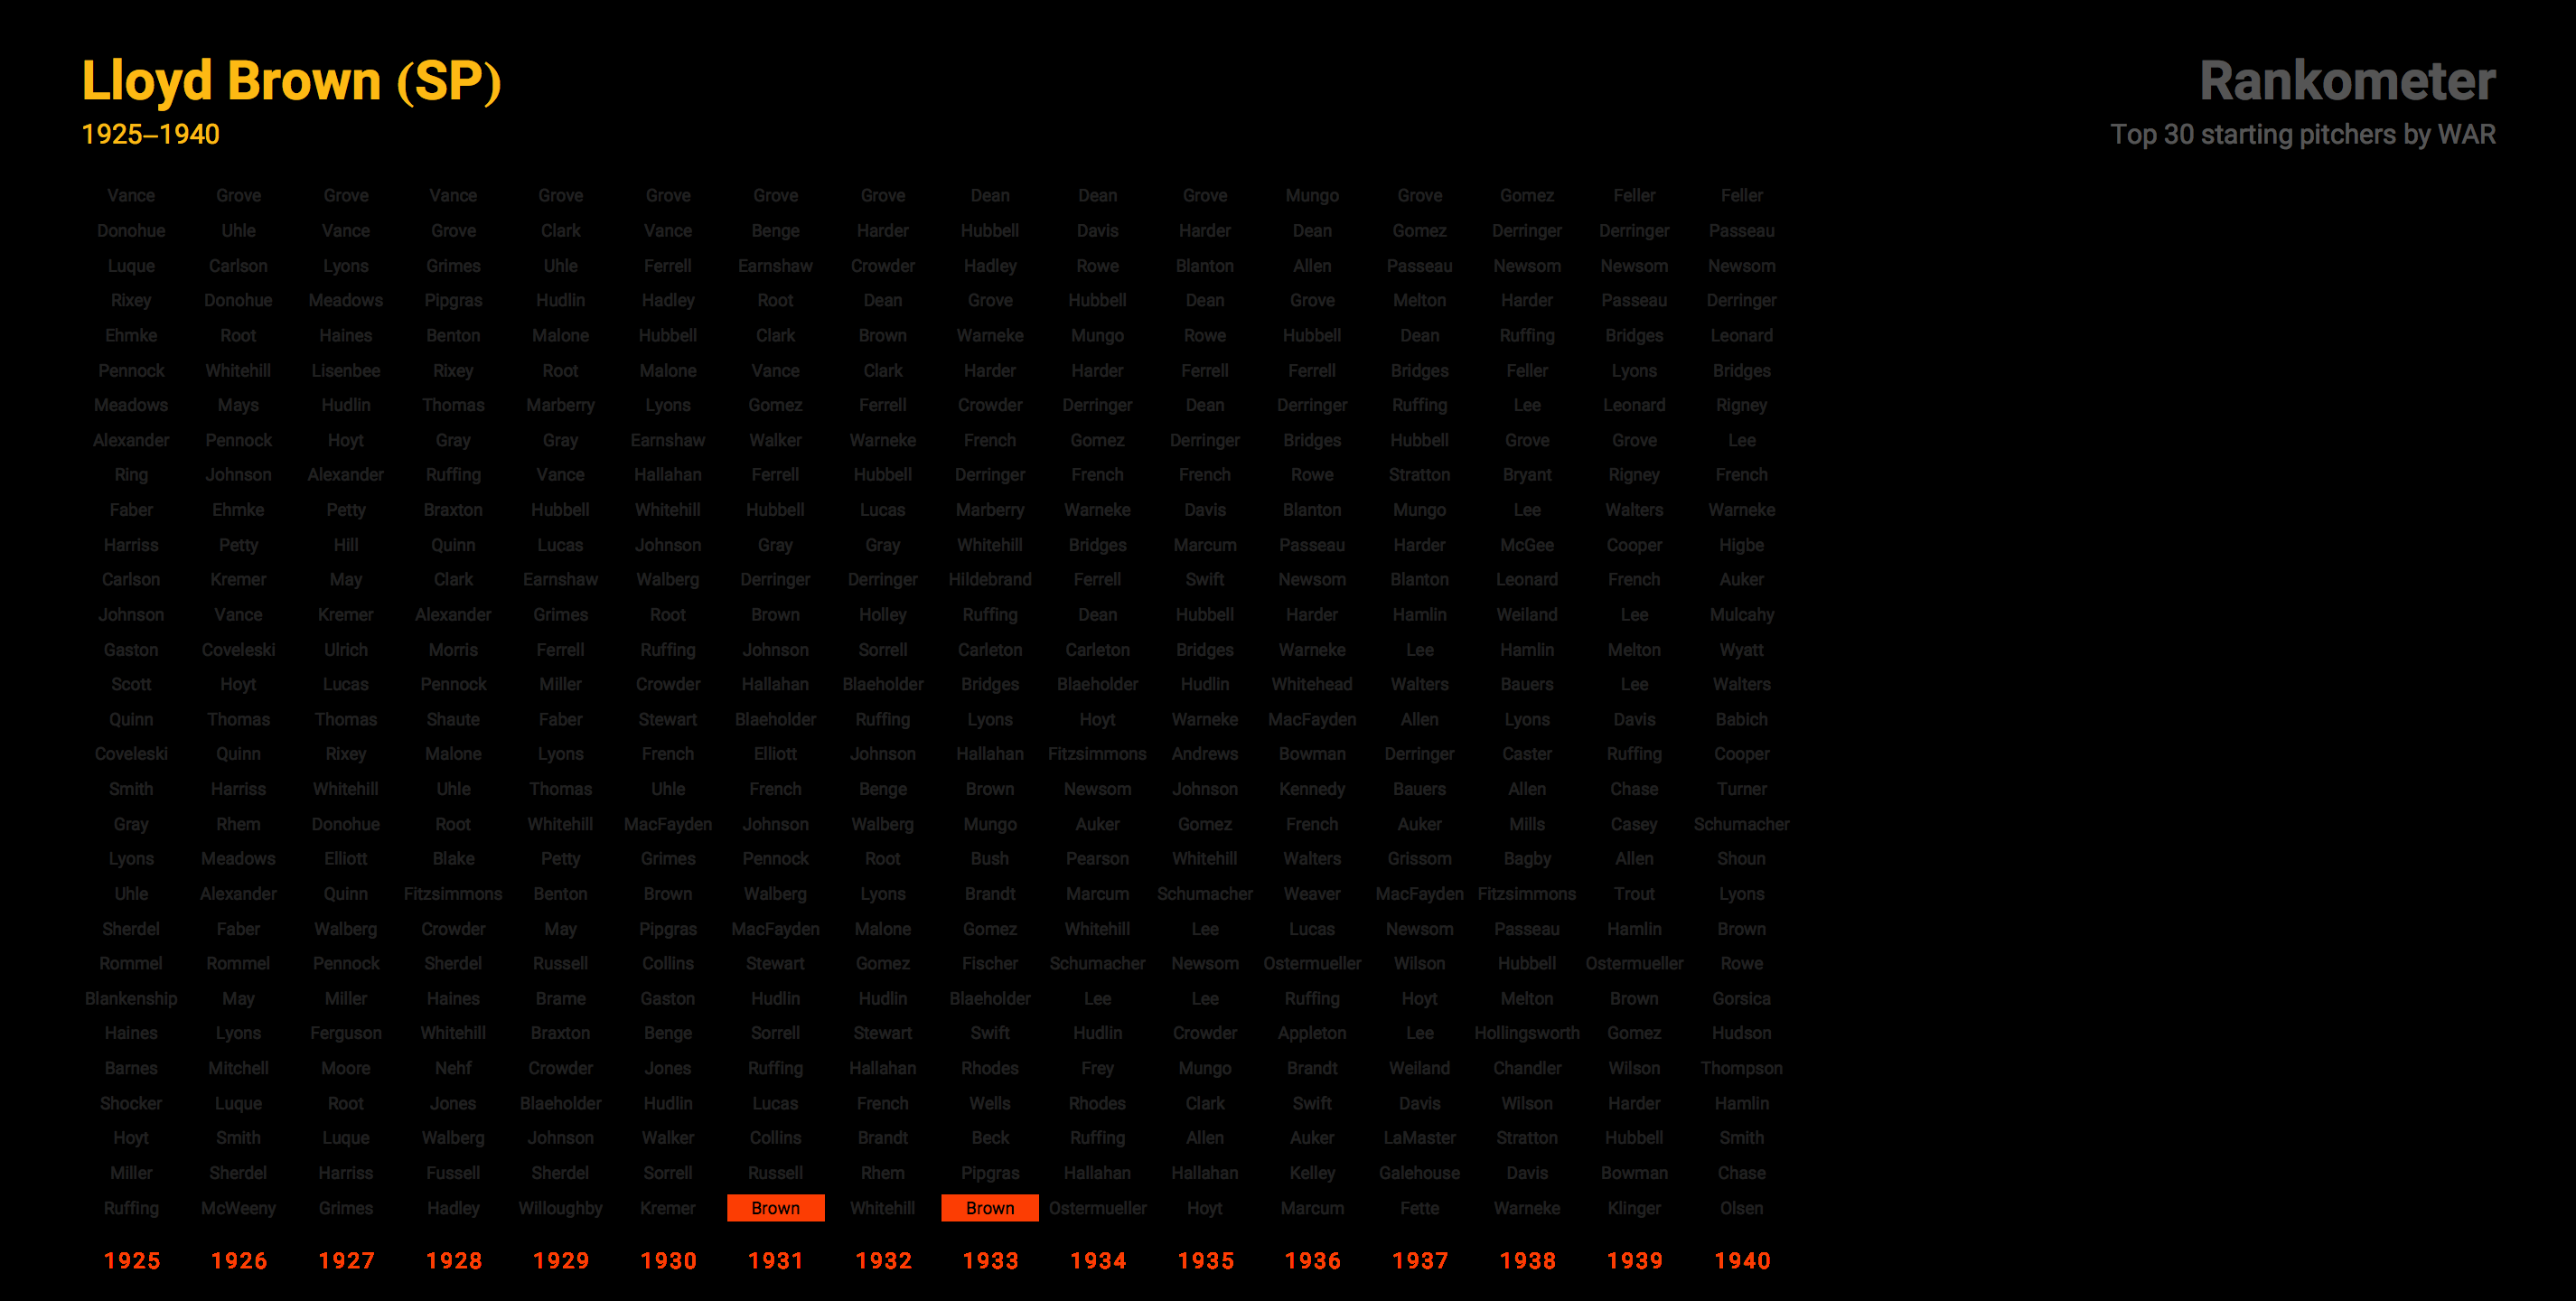 Lloyd Brown (SP)
1925–1940
Rankometer
Top 30 starting pitchers by WAR
Vance Grove Grove Vance Grove Grove Grove Grove Dean Dean Grove Mungo Grove Gomez Feller Feller
Donohue Uhle Vance Grove Clark Vance Benge Harder Hubbell Davis Harder Dean Gomez Derringer Derringer Passeau
Luque Carlson Lyons Grimes Uhle Ferrell Earnshaw Crowder Hadley Rowe Blanton Allen Passeau Newsom Newsom Newsom
Rixey Donohue Meadows Pipgras Hudlin Hadley Root Dean Grove Hubbell Dean Grove Melton Harder Passeau Derringer
Ehmke Root Haines Benton Malone Hubbell Clark Brown Warneke Mungo Rowe Hubbell Dean Ruffing Bridges Leonard
Pennock Whitehill Lisenbee Rixey Root Malone Vance Clark Harder Harder Ferrell Ferrell Bridges Feller Lyons Bridges
Meadows Mays Hudlin Thomas Marberry Lyons Gomez Ferrell Crowder Derringer Dean Derringer Ruffing Lee Leonard Rigney
Alexander Pennock Hoyt Gray Gray Earnshaw Walker Warneke French Gomez Derringer Bridges Hubbell Grove Grove Lee
Ring Johnson Alexander Ruffing Vance Hallahan Ferrell Hubbell Derringer French French Rowe Stratton Bryant Rigney French
Faber Ehmke Petty Braxton Hubbell Whitehill Hubbell Lucas Marberry Warneke Davis Blanton Mungo Lee Walters Warneke
Harriss Petty Hill Quinn Lucas Johnson Gray Gray Whitehill Bridges Marcum Passeau Harder McGee Cooper Higbe
Carlson Kremer May Clark Earnshaw Walberg Derringer Derringer Hildebrand Ferrell Swift Newsom Blanton Leonard French Auker
Johnson Vance Kremer Alexander Grimes Root Brown Holley Ruffing Dean Hubbell Harder Hamlin Weiland Lee Mulcahy
Gaston Coveleski Ulrich Morris Ferrell Ruffing Johnson Sorrell Carleton Carleton Bridges Warneke Lee Hamlin Melton Wyatt
Scott Hoyt Lucas Pennock Miller Crowder Hallahan Blaeholder Bridges Blaeholder Hudlin Whitehead Walters Bauers Lee Walters
Quinn Thomas Thomas Shaute Faber Stewart Blaeholder Ruffing Lyons Hoyt Warneke MacFayden Allen Lyons Davis Babich
Coveleski Quinn Rixey Malone Lyons French Elliott Johnson Hallahan Fitzsimmons Andrews Bowman Derringer Caster Ruffing Cooper
Smith Harriss Whitehill Uhle Thomas Uhle French Benge Brown Newsom Johnson Kennedy Bauers Allen Chase Turner
Gray Rhem Donohue Root Whitehill MacFayden Johnson Walberg Mungo Auker Gomez French Auker Mills Casey Schumacher
Lyons Meadows Elliott Blake Petty Grimes Pennock Root Bush Pearson Whitehill Walters Grissom Bagby Allen Shoun
Uhle Alexander Quinn Fitzsimmons Benton Brown Walberg Lyons Brandt Marcum Schumacher Weaver MacFayden Fitzsimmons Trout Lyons
Sherdel Faber Walberg Crowder May Pipgras MacFayden Malone Gomez Whitehill Lee Lucas Newsom Passeau Hamlin Brown
Rommel Rommel Pennock Sherdel Russell Collins Stewart Gomez Fischer Schumacher Newsom Ostermueller Wilson Hubbell Ostermueller Rowe
Blankenship May Miller Haines Brame Gaston Hudlin Hudlin Blaeholder Lee Lee Ruffing Hoyt Melton Brown Gorsica
Haines Lyons Ferguson Whitehill Braxton Benge Sorrell Stewart Swift Hudlin Crowder Appleton Lee Hollingsworth Gomez Hudson
Barnes Mitchell Moore Nehf Crowder Jones Ruffing Hallahan Rhodes Frey Mungo Brandt Weiland Chandler Wilson Thompson
Shocker Luque Root Jones Blaeholder Hudlin Lucas French Wells Rhodes Clark Swift Davis Wilson Harder Hamlin
Hoyt Smith Luque Walberg Johnson Walker Collins Brandt Beck Ruffing Allen Auker LaMaster Stratton Hubbell Smith
Miller Sherdel Harriss Fussell Sherdel Sorrell Russell Rhem Pipgras Hallahan Hallahan Kelley Galehouse Davis Bowman Chase
Ruffing McWeeny Grimes Hadley Willoughby Kremer Brown Whitehill Brown Ostermueller Hoyt Marcum Fette Warneke Klinger Olsen
1925 1926 1927 1928 1929 1930 1931 1932 1933 1934 1935 1936 1937 1938 1939 1940